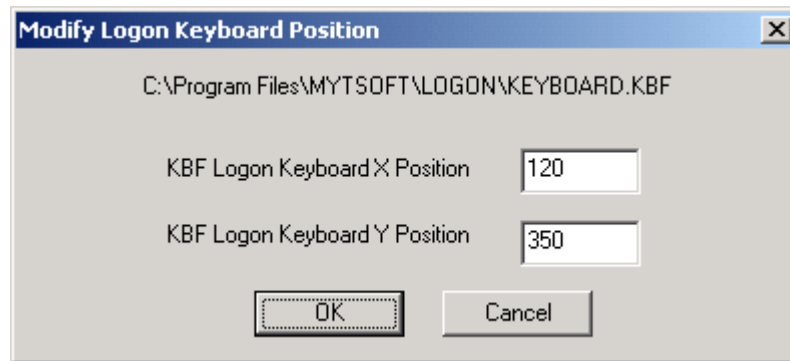 Modify Logon Keyboard Position
C:\Program Files\MYTSOFT\LOGON\KEYBOARD.KBF
KBF Logon Keyboard X Position 120
KBF Logon Keyboard Y Position 350
OK Cancel